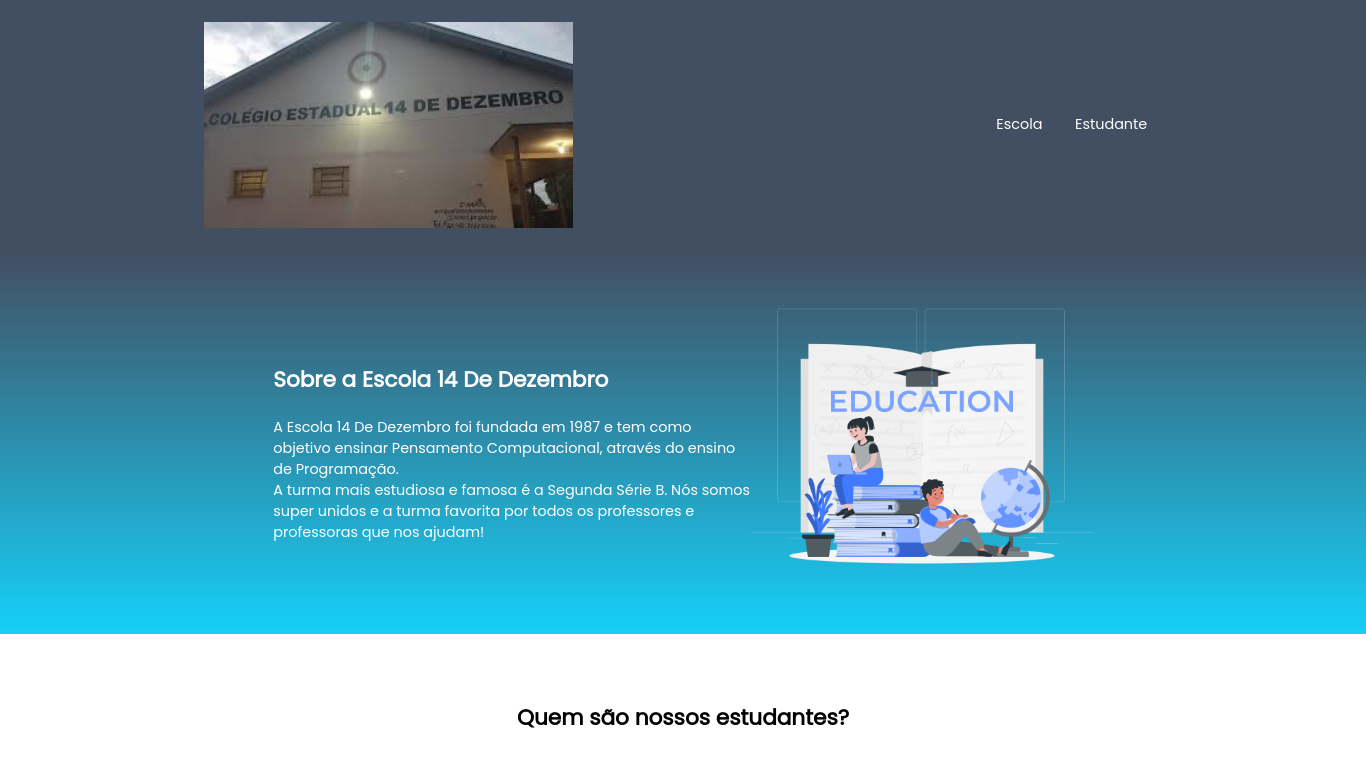 COLÉGIO ESTADUAL 14 DE DEZEMBRO
E-MAIL
Escola
Estudante
Sobre a Escola 14 De Dezembro
A Escola 14 De Dezembro foi fundada em 1987 e tem como
objetivo ensinar Pensamento Computacional, através do ensino
de Programação.
A turma mais estudiosa e famosa é a Segunda Série B. Nós somos
super unidos e a turma favorita por todos os professores e
professoras que nos ajudam!
EDUCATION
Quem são nossos estudantes?